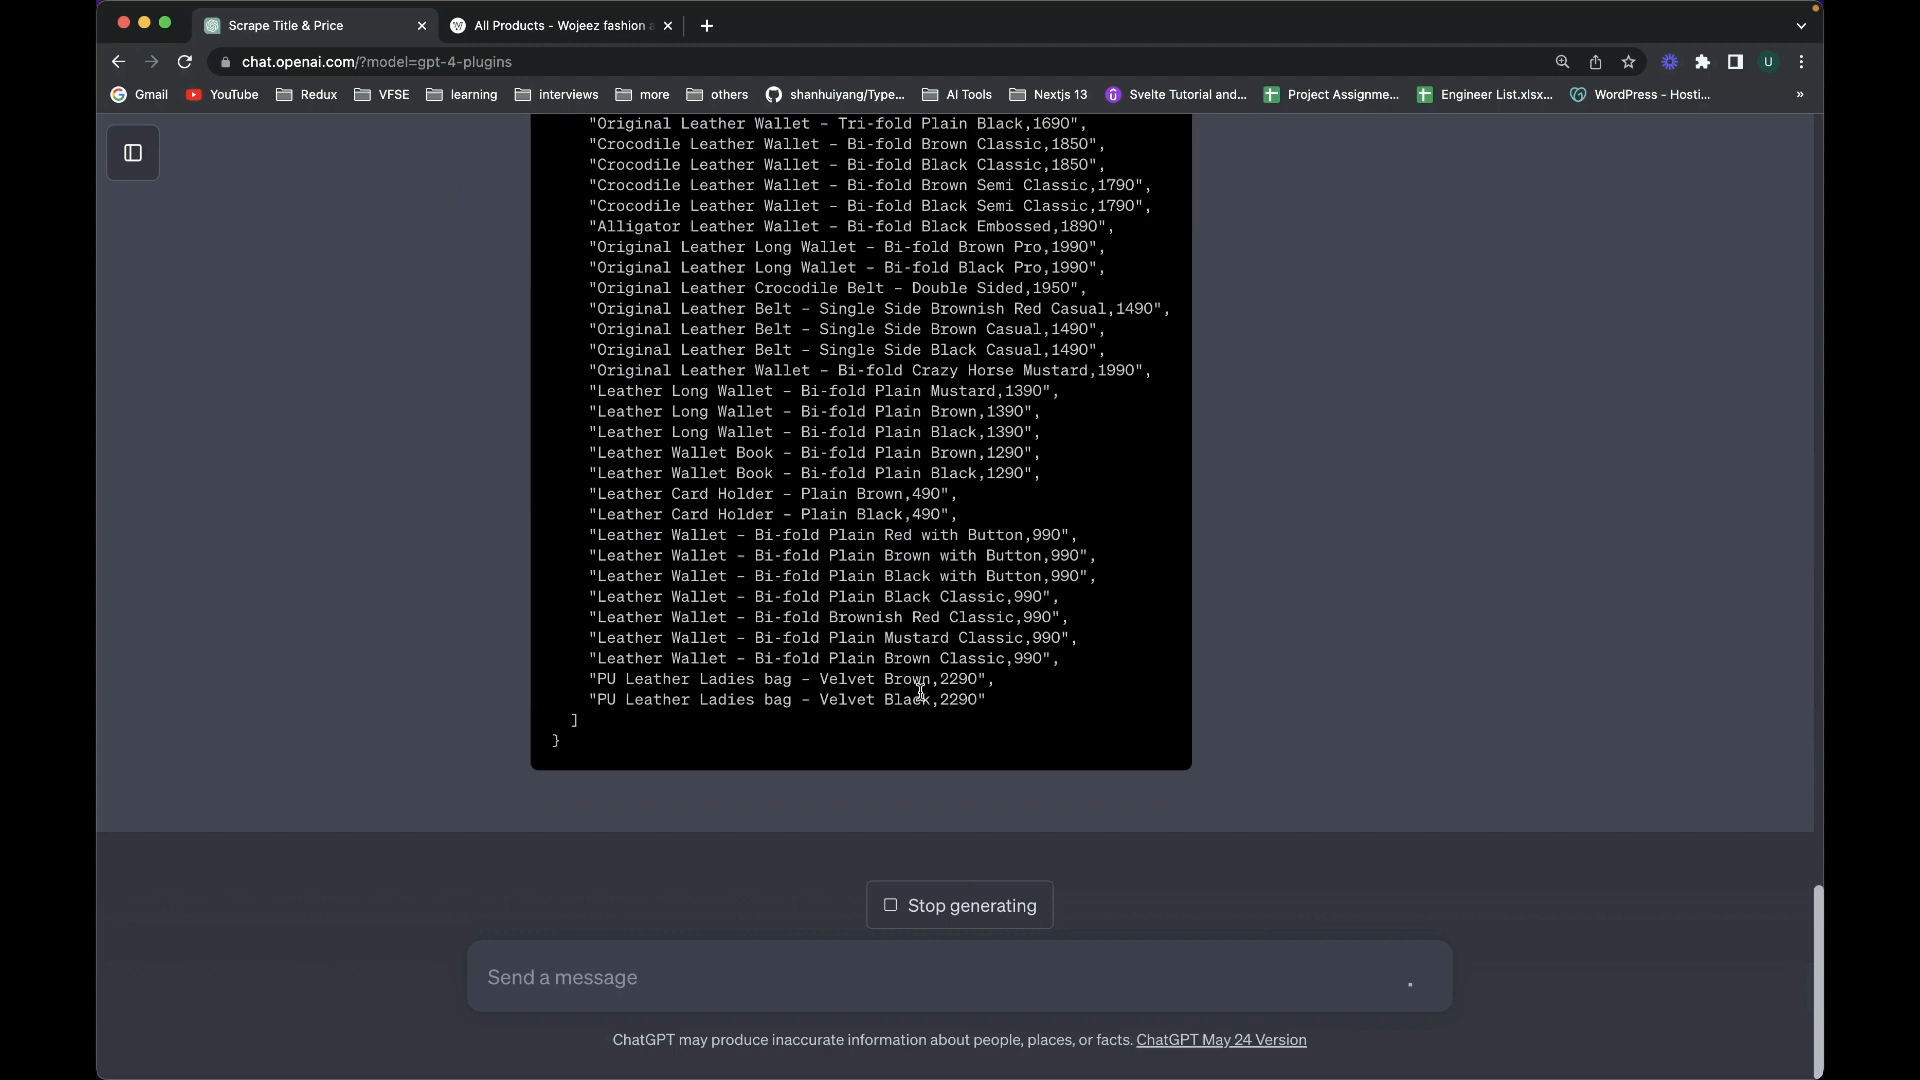 Scrape Title & Price
All Products - Wojeez fashion a
chat.openai.com/?model=gpt-4-plugins
U
Gmail
YouTube
Redux
VFSE
learning
interviews
more
others
shanhuiyang/Type...
AI Tools
Nextjs 13
Svelte Tutorial and...
Project Assignme...
Engineer List.xlsx...
WordPress - Hosti...
»
"Original Leather Wallet – Tri-fold Plain Black,1690",
"Crocodile Leather Wallet – Bi-fold Brown Classic,1850",
"Crocodile Leather Wallet – Bi-fold Black Classic,1850",
"Crocodile Leather Wallet – Bi-fold Brown Semi Classic,1790",
"Crocodile Leather Wallet – Bi-fold Black Semi Classic,1790",
"Alligator Leather Wallet – Bi-fold Black Embossed,1890",
"Original Leather Long Wallet – Bi-fold Brown Pro,1990",
"Original Leather Long Wallet – Bi-fold Black Pro,1990",
"Original Leather Crocodile Belt – Double Sided,1950",
"Original Leather Belt – Single Side Brownish Red Casual,1490",
"Original Leather Belt – Single Side Brown Casual,1490",
"Original Leather Belt – Single Side Black Casual,1490",
"Original Leather Wallet – Bi-fold Crazy Horse Mustard,1990",
"Leather Long Wallet – Bi-fold Plain Mustard,1390",
"Leather Long Wallet – Bi-fold Plain Brown,1390",
"Leather Long Wallet – Bi-fold Plain Black,1390",
"Leather Wallet Book – Bi-fold Plain Brown,1290",
"Leather Wallet Book – Bi-fold Plain Black,1290",
"Leather Card Holder – Plain Brown,490",
"Leather Card Holder – Plain Black,490",
"Leather Wallet – Bi-fold Plain Red with Button,990",
"Leather Wallet – Bi-fold Plain Brown with Button,990",
"Leather Wallet – Bi-fold Plain Black with Button,990",
"Leather Wallet – Bi-fold Plain Black Classic,990",
"Leather Wallet – Bi-fold Brownish Red Classic,990",
"Leather Wallet – Bi-fold Plain Mustard Classic,990",
"Leather Wallet – Bi-fold Plain Brown Classic,990",
"PU Leather Ladies bag – Velvet Brown,2290",
"PU Leather Ladies bag – Velvet Black,2290"
]
}
Stop generating
Send a message
ChatGPT may produce inaccurate information about people, places, or facts. ChatGPT May 24 Version